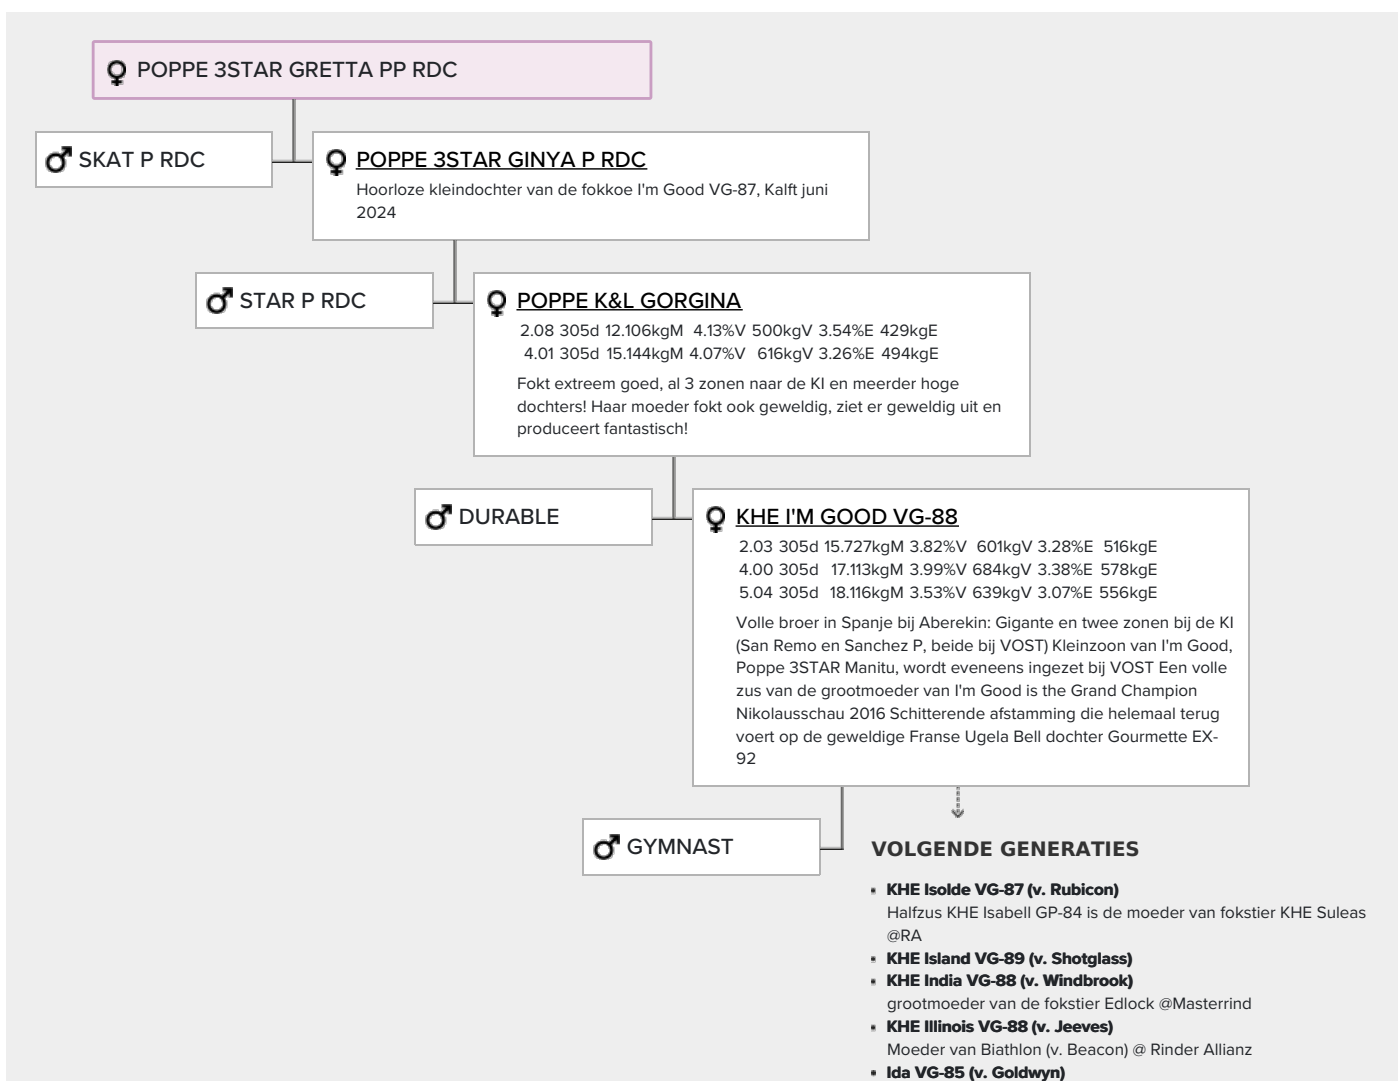 POPPE 3STAR GRETTA PP RDC
SKAT P RDC
POPPE 3STAR GINYA P RDC
Hoorloze kleindochter van de fokkoe I'm Good VG-87, Kalft juni
2024
STAR P RDC
POPPE K&L GORGINA
2.08 305d 12.106kgM 4.13%V 500kgV 3.54%E 429kgE
4.01 305d 15.144kgM 4.07%V 616kgV 3.26%E 494kgE
Fokt extreem goed, al 3 zonen naar de KI en meerder hoge
dochters! Haar moeder fokt ook geweldig, ziet er geweldig uit en
produceert fantastisch!
DURABLE
KHE I'M GOOD VG-88
2.03 305d 15.727kgM 3.82%V 601kgV 3.28%E 516kgE
4.00 305d 17.113kgM 3.99%V 684kgV 3.38%E 578kgE
5.04 305d 18.116kgM 3.53%V 639kgV 3.07%E 556kgE
Volle broer in Spanje bij Aberekin: Gigante en twee zonen bij de KI
(San Remo en Sanchez P, beide bij VOST) Kleinzoon van I'm Good,
Poppe 3STAR Manitu, wordt eveneens ingezet bij VOST Een volle
zus van de grootmoeder van I'm Good is the Grand Champion
Nikolausschau 2016 Schitterende afstamming die helemaal terug
voert op de geweldige Franse Ugela Bell dochter Gourmette EX-
92
GYMNAST
VOLGENDE GENERATIES
KHE Isolde VG-87 (v. Rubicon)
Halfzus KHE Isabell GP-84 is de moeder van fokstier KHE Suleas
@RA
KHE Island VG-89 (v. Shotglass)
KHE India VG-88 (v. Windbrook)
grootmoeder van de fokstier Edlock @Masterrind
KHE Illinois VG-88 (v. Jeeves)
Moeder van Biathlon (v. Beacon) @ Rinder Allianz
Ida VG-85 (v. Goldwyn)